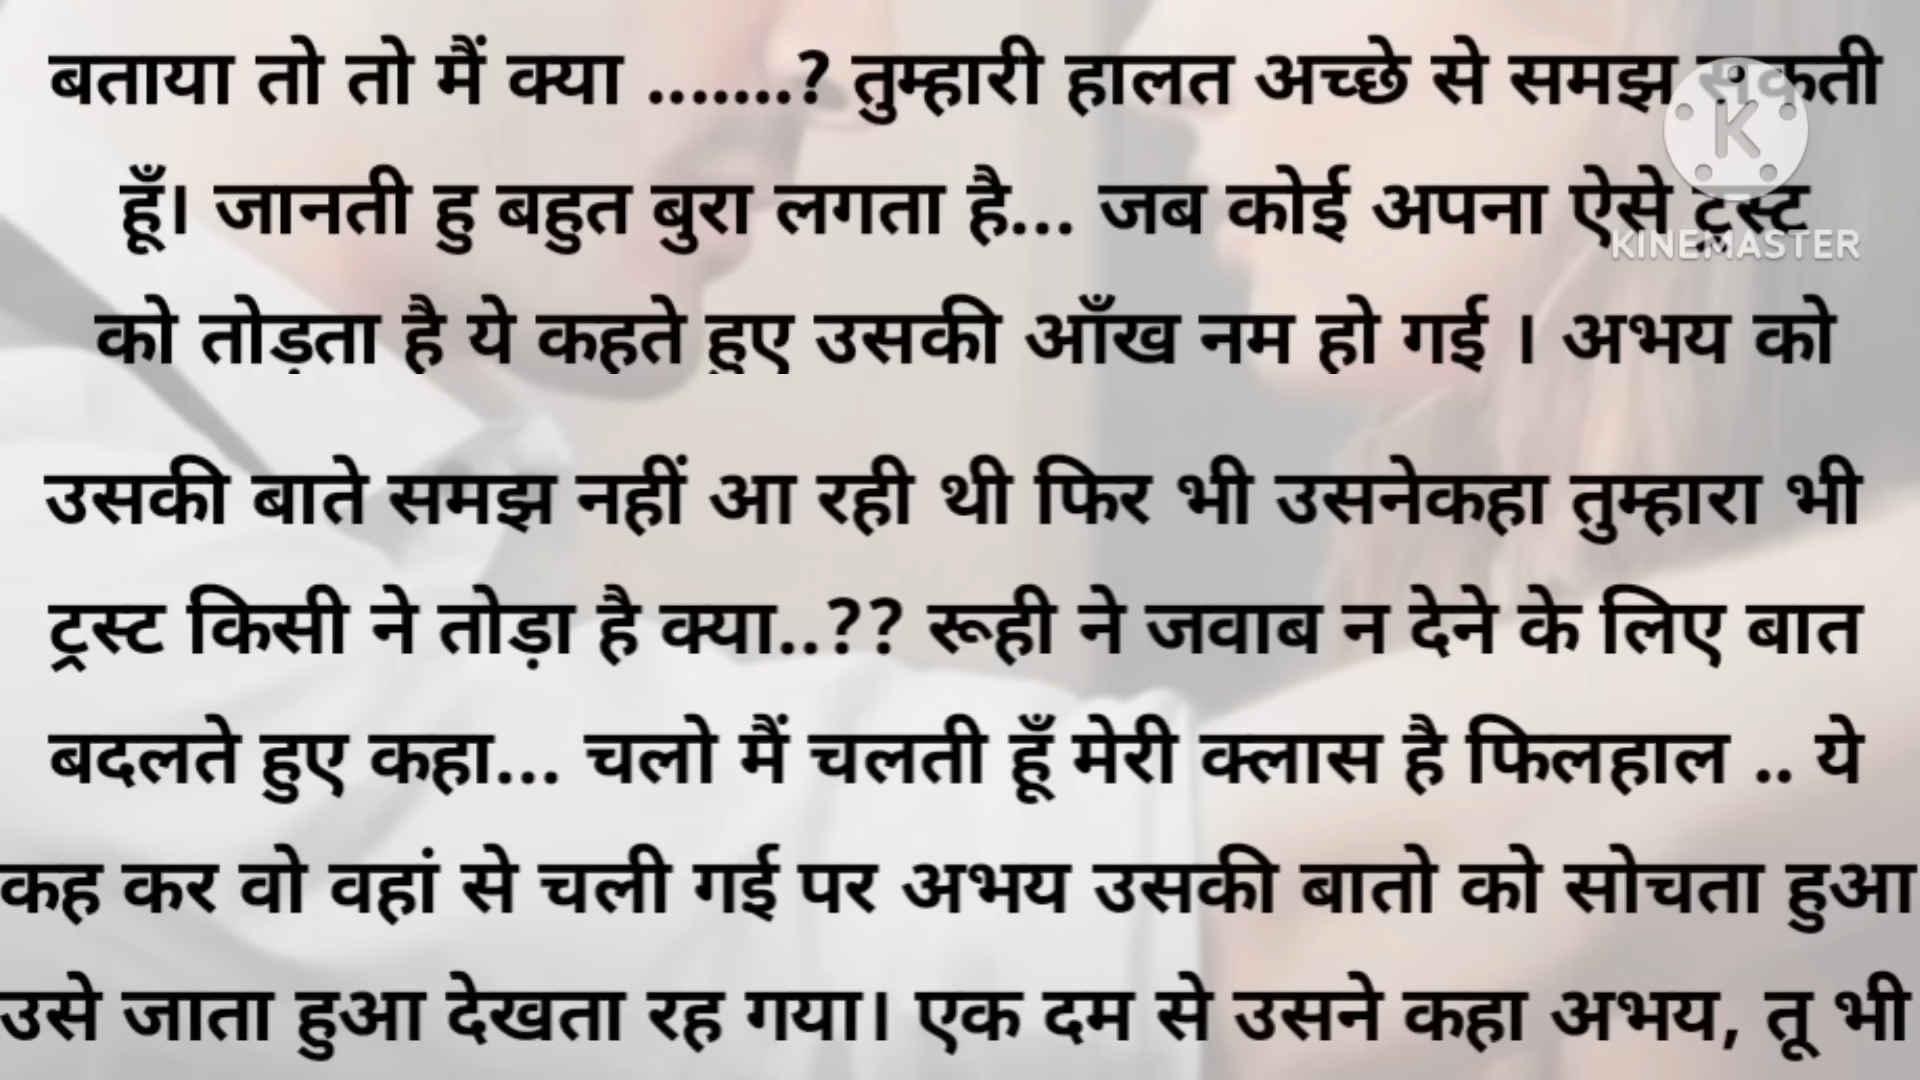 बताया तो तो मैं क्या .......? तुम्हारी हालत अच्छे से समझ सकती
हूँ। जानती हु बहुत बुरा लगता है... जब कोई अपना ऐसे ट्रस्ट
KINEMASTER
को तोड़ता है ये कहते हुए उसकी आँख नम हो गई । अभय को
उसकी बाते समझ नहीं आ रही थी फिर भी उसनेकहा तुम्हारा भी
ट्रस्ट किसी ने तोड़ा है क्या..?? रूही ने जवाब न देने के लिए बात
बदलते हुए कहा... चलो मैं चलती हूँ मेरी क्लास है फिलहाल .. ये
कह कर वो वहां से चली गई पर अभय उसकी बातो को सोचता हुआ
उसे जाता हुआ देखता रह गया। एक दम से उसने कहा अभय, तू भी